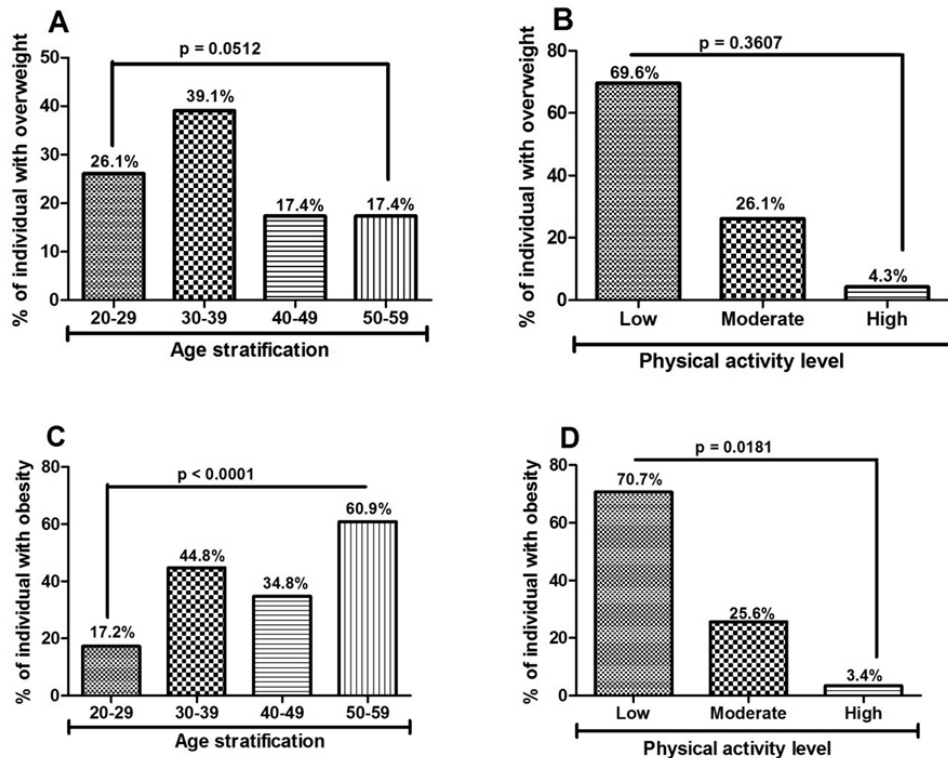 A
p = 0.0512
% of individual with overweight
50
40
30
20
10
0
26.1%
39.1%
17.4%
17.4%
20-29 30-39 40-49 50-59
Age stratification
B
p = 0.3607
% of individual with overweight
80
60
40
20
0
69.6%
26.1%
4.3%
Low Moderate High
Physical activity level
C
p < 0.0001
% of individual with obesity
80
60
40
20
0
17.2%
44.8%
34.8%
60.9%
20-29 30-39 40-49 50-59
Age stratification
D
p = 0.0181
% of individual with obesity
80
60
40
20
0
70.7%
25.6%
3.4%
Low Moderate High
Physical activity level